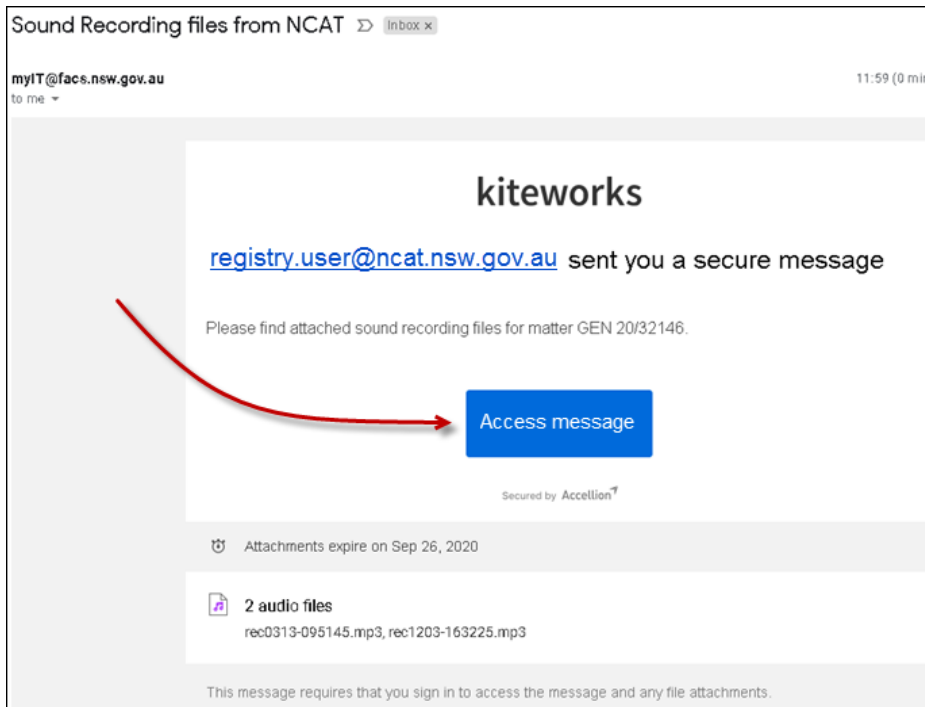 Sound Recording files from NCAT Inbox x
myIT@facs.nsw.gov.au 11:59 (0 min
to me
kiteworks
registry.user@ncat.nsw.gov.au sent you a secure message
Please find attached sound recording files for matter GEN 20/32146.
Access message
Secured by Accellion
Attachments expire on Sep 26, 2020
2 audio files
rec0313-095145.mp3, rec1203-163225.mp3
This message requires that you sign in to access the message and any file attachments.